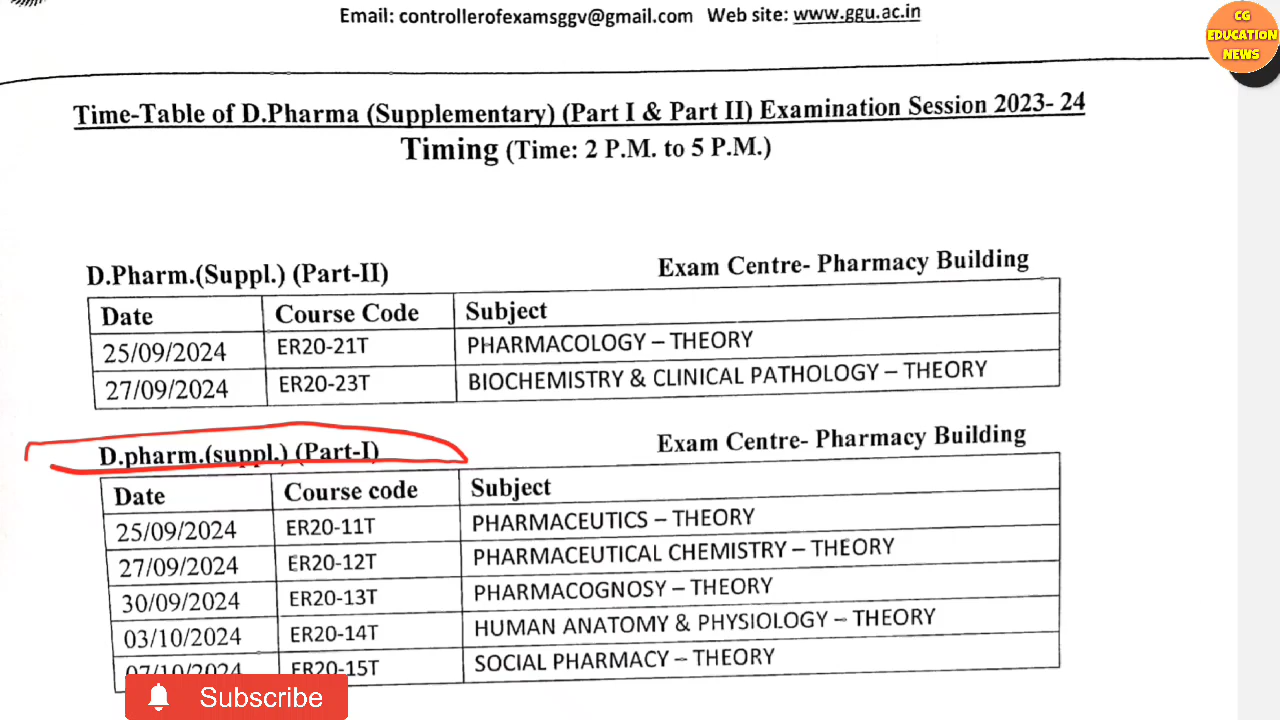 Email: controllerofexamsggv@gmail.com Web site: www.ggu.ac.in
CG
EDUCATION
NEWS
Time-Table of D.Pharma (Supplementary) (Part I & Part II) Examination Session 2023- 24
Timing (Time: 2 P.M. to 5 P.M.)
D.Pharm.(Suppl.) (Part-II) Exam Centre- Pharmacy Building
Date Course Code Subject
25/09/2024 ER20-21T PHARMACOLOGY – THEORY
27/09/2024 ER20-23T BIOCHEMISTRY & CLINICAL PATHOLOGY – THEORY
D.pharm.(suppl.) (Part-I) Exam Centre- Pharmacy Building
Date Course code Subject
25/09/2024 ER20-11T PHARMACEUTICS – THEORY
27/09/2024 ER20-12T PHARMACEUTICAL CHEMISTRY – THEORY
30/09/2024 ER20-13T PHARMACOGNOSY – THEORY
03/10/2024 ER20-14T HUMAN ANATOMY & PHYSIOLOGY – THEORY
07/10/2024 ER20-15T SOCIAL PHARMACY – THEORY
Subscribe